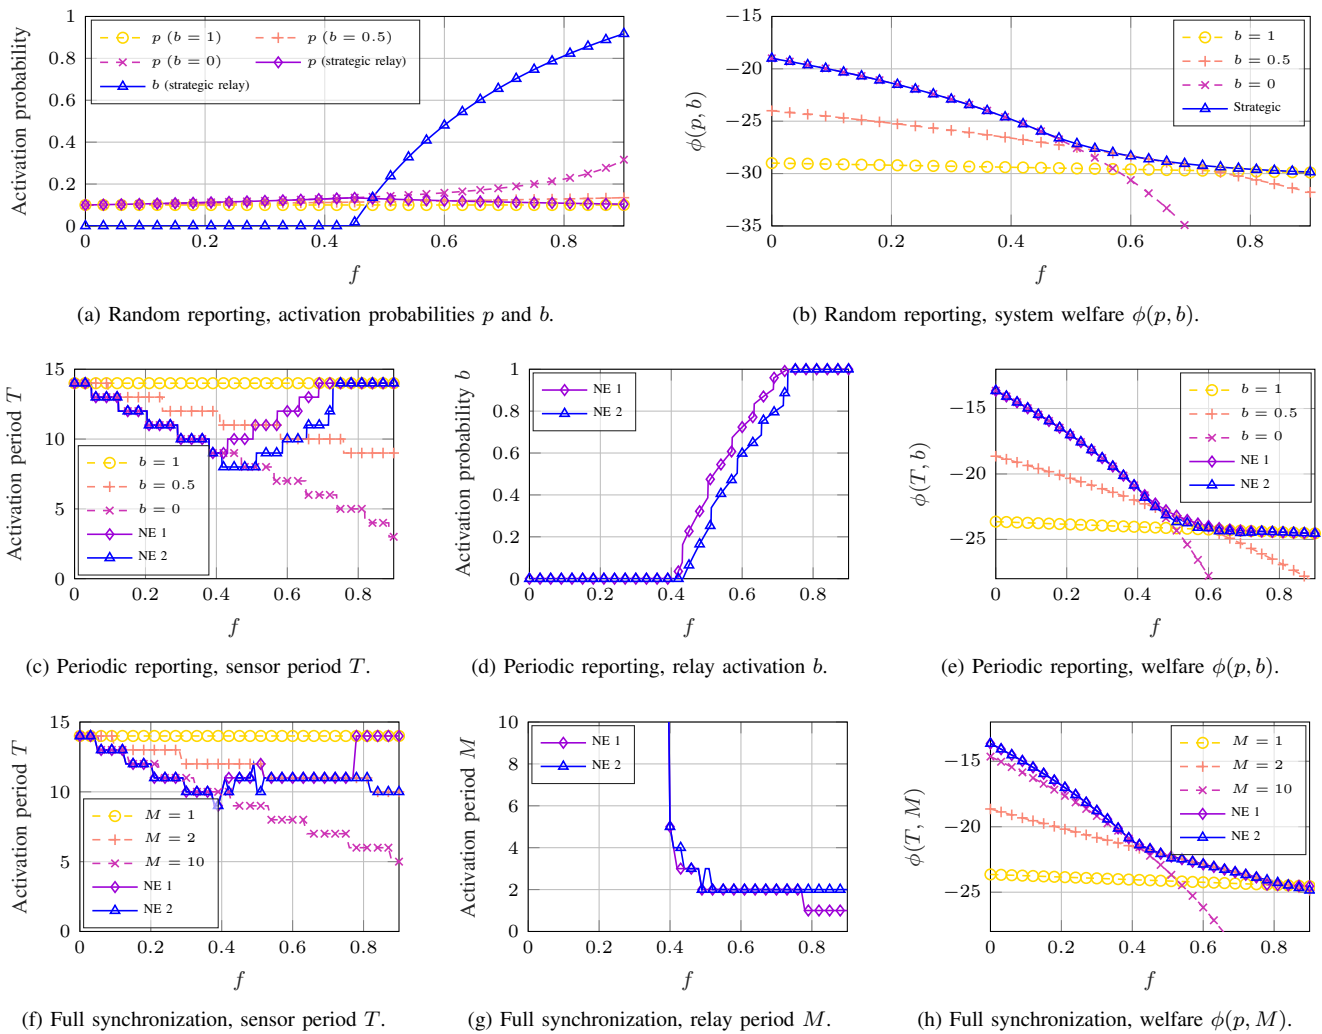 Activation probability
1
0.8
0.6
0.4
0.2
0
p (b = 1)
p (b = 0.5)
p (b = 0)
p (strategic relay)
b (strategic relay)
0
0.2
0.4
0.6
0.8
f
(a) Random reporting, activation probabilities p and b.
ϕ(p, b)
−15
−20
−25
−30
−35
b = 1
b = 0.5
b = 0
Strategic
0
0.2
0.4
0.6
0.8
f
(b) Random reporting, system welfare ϕ(p, b).
Activation period T
15
10
5
0
b = 1
b = 0.5
b = 0
NE 1
NE 2
0
0.2
0.4
0.6
0.8
f
(c) Periodic reporting, sensor period T.
Activation probability b
1
0.8
0.6
0.4
0.2
0
NE 1
NE 2
0
0.2
0.4
0.6
0.8
f
(d) Periodic reporting, relay activation b.
ϕ(T, b)
−15
−20
−25
b = 1
b = 0.5
b = 0
NE 1
NE 2
0
0.2
0.4
0.6
0.8
f
(e) Periodic reporting, welfare ϕ(p, b).
Activation period T
15
10
5
0
M = 1
M = 2
M = 10
NE 1
NE 2
0
0.2
0.4
0.6
0.8
f
(f) Full synchronization, sensor period T.
Activation period M
10
8
6
4
2
0
NE 1
NE 2
0
0.2
0.4
0.6
0.8
f
(g) Full synchronization, relay period M.
ϕ(T, M)
−15
−20
−25
M = 1
M = 2
M = 10
NE 1
NE 2
0
0.2
0.4
0.6
0.8
f
(h) Full synchronization, welfare ϕ(p, M).